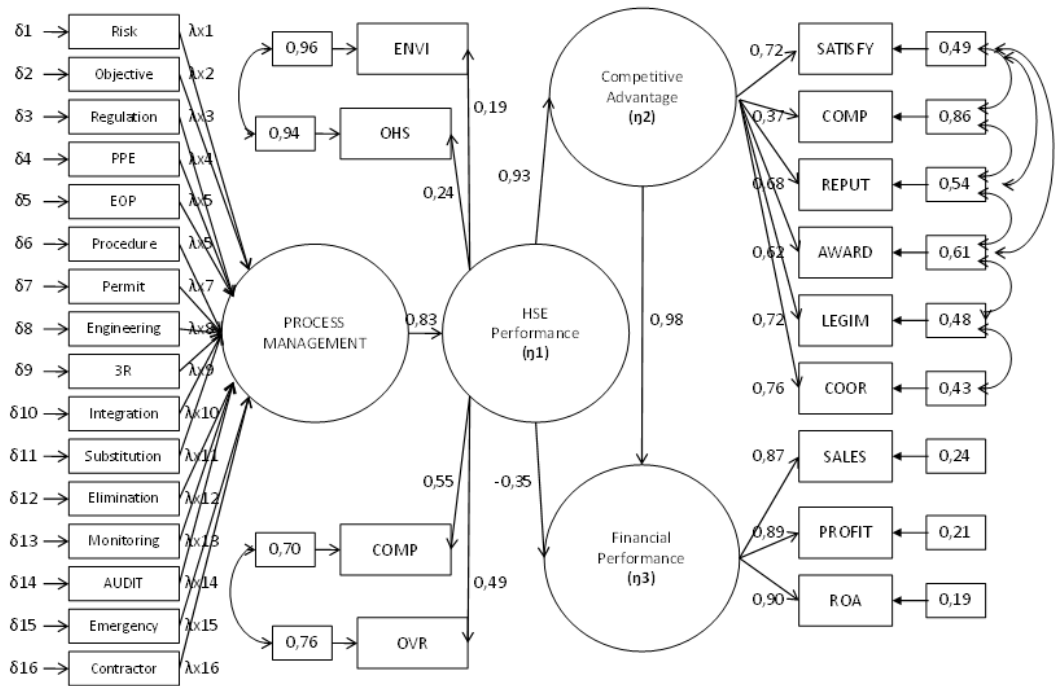 δ1 Risk λx1
δ2 Objective λx2
δ3 Regulation λx3
δ4 PPE λx4
δ5 EOP λx5
δ6 Procedure λx5
δ7 Permit λx7
δ8 Engineering λx8
δ9 3R λx9
δ10 Integration λx10
δ11 Substitution λx11
δ12 Elimination λx12
δ13 Monitoring λx13
δ14 AUDIT λx14
δ15 Emergency λx15
δ16 Contractor λx16
PROCESS
MANAGEMENT
0,83
0,96 ENVI
0,19
0,94 OHS
0,24
HSE
Performance
(ŋ1)
0,55
0,70 COMP
0,49
0,76 OVR
0,93
-0,35
Competitive
Advantage
(ŋ2)
0,98
Financial
Performance
(ŋ3)
0,72 SATISFY 0,49
0,37 COMP 0,86
0,68 REPUT 0,54
0,62 AWARD 0,61
0,72 LEGIM 0,48
0,76 COOR 0,43
0,87 SALES 0,24
0,89 PROFIT 0,21
0,90 ROA 0,19